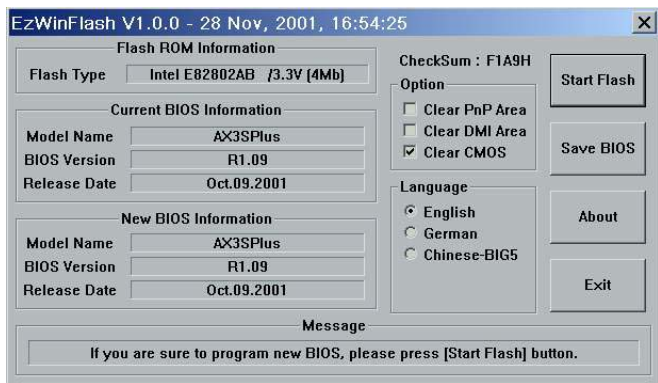 EzWinFlash V1.0.0 - 28 Nov, 2001, 16:54:25
Flash ROM Information
Flash Type Intel E82802AB /3.3V (4Mb)
Current BIOS Information
Model Name AX3SPlus
BIOS Version R1.09
Release Date Oct.09.2001
New BIOS Information
Model Name AX3SPlus
BIOS Version R1.09
Release Date Oct.09.2001
CheckSum : F1A9H
Option
Clear PnP Area
Clear DMI Area
Clear CMOS
Language
English
German
Chinese-BIG5
Start Flash
Save BIOS
About
Exit
Message
If you are sure to program new BIOS, please press [Start Flash] button.